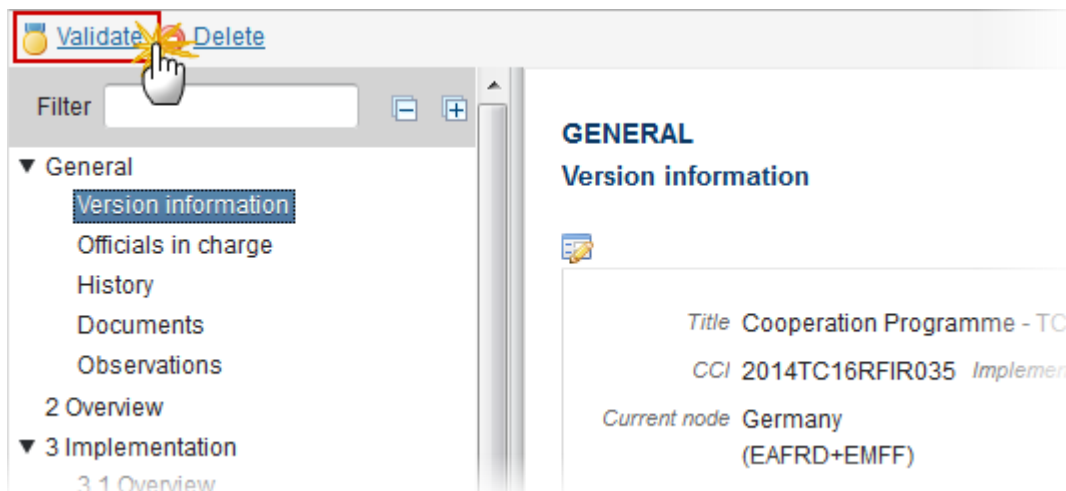 Validate Delete
Filter
General
Version information
Officials in charge
History
Documents
Observations
2 Overview
3 Implementation
3.1 Overview
GENERAL
Version information
Title Cooperation Programme - TC
CCI 2014TC16RFIR035 Implemen
Current node Germany
(EAFRD+EMFF)